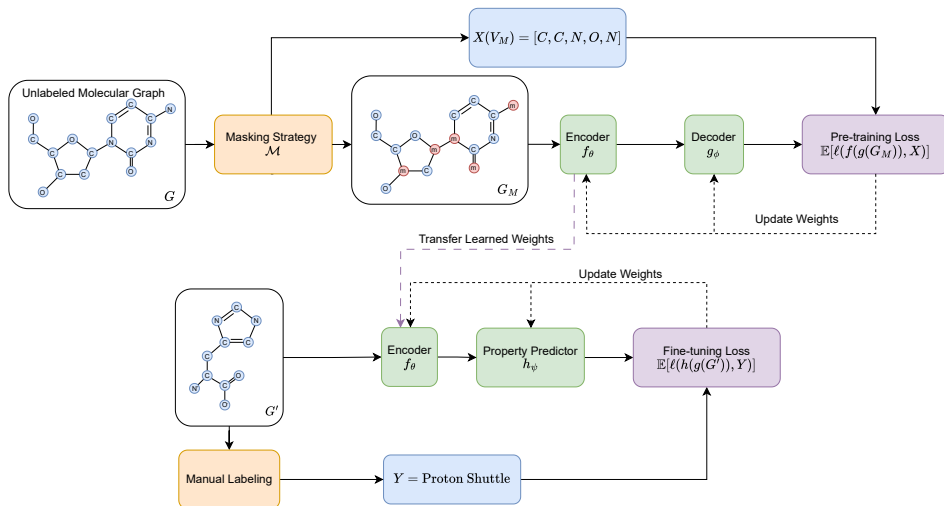 X(V_M) = [C, C, N, O, N]
Unlabeled Molecular Graph
O
C
C
O
C
C
C
C
O
N
C
C
N
C
N
C
O
G
Masking Strategy
M
O
C
C
O
m
C
C
m
O
m
C
C
m
C
N
C
m
G_M
Encoder
f_θ
Decoder
g_ϕ
Pre-training Loss
𝔼[ℓ(f(g(G_M)), X)]
Update Weights
Transfer Learned Weights
Update Weights
C
N
N
C
C
C
C
N
C
O
O
G′
Encoder
f_θ
Property Predictor
h_ψ
Fine-tuning Loss
𝔼[ℓ(h(g(G′)), Y)]
Manual Labeling
Y = Proton Shuttle